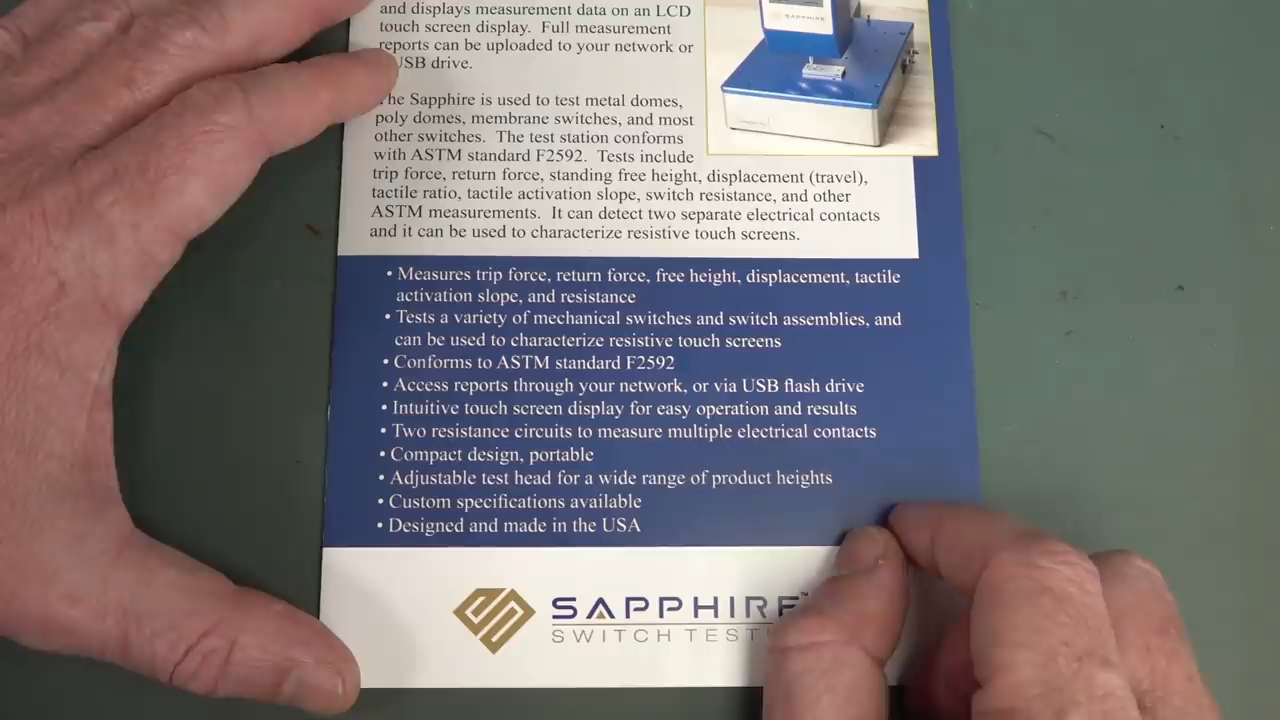 and displays measurement data on an LCD
touch screen display. Full measurement
reports can be uploaded to your network or
USB drive.
The Sapphire is used to test metal domes,
poly domes, membrane switches, and most
other switches. The test station conforms
with ASTM standard F2592. Tests include
trip force, return force, standing free height, displacement (travel),
tactile ratio, tactile activation slope, switch resistance, and other
ASTM measurements. It can detect two separate electrical contacts
and it can be used to characterize resistive touch screens.
SAPPHIRE
• Measures trip force, return force, free height, displacement, tactile
activation slope, and resistance
• Tests a variety of mechanical switches and switch assemblies, and
can be used to characterize resistive touch screens
• Conforms to ASTM standard F2592
• Access reports through your network, or via USB flash drive
• Intuitive touch screen display for easy operation and results
• Two resistance circuits to measure multiple electrical contacts
• Compact design, portable
• Adjustable test head for a wide range of product heights
• Custom specifications available
• Designed and made in the USA
SAPPHIRE™
SWITCH TEST